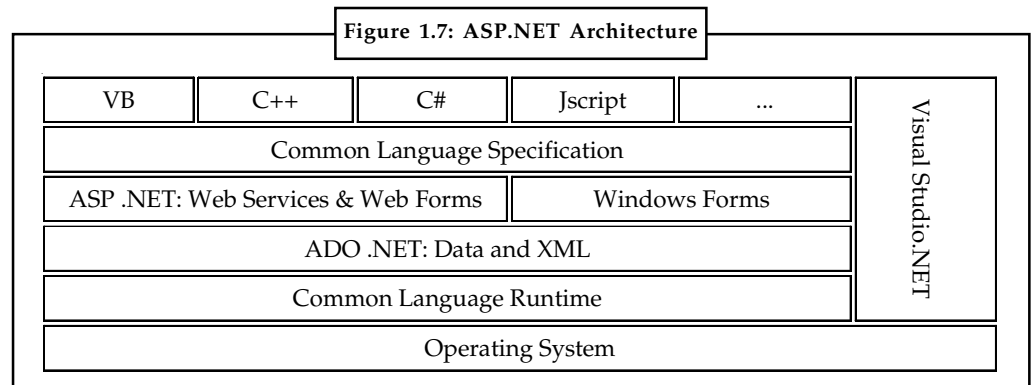 Figure 1.7: ASP.NET Architecture
VB C++ C# Jscript ...
Common Language Specification
ASP .NET: Web Services & Web Forms Windows Forms
ADO .NET: Data and XML
Common Language Runtime
Visual Studio.NET
Operating System